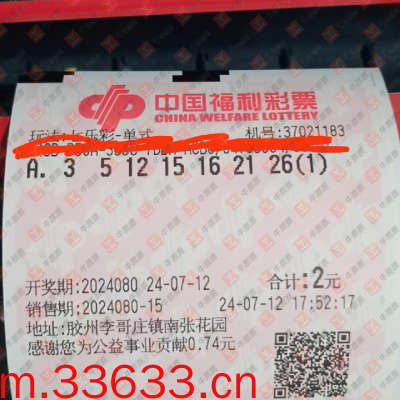 中国福利彩票
CHINA WELFARE LOTTERY
玩法:七乐彩-单式 机号:37021183
A. 3 5 12 15 16 21 26(1)
开奖期:2024080 24-07-12 合计:2元
销售期:2024080-15 24-07-12 17:52:17
地址:胶州李哥庄镇南张花园
感谢您为公益事业贡献0.74元
m.33633.cn